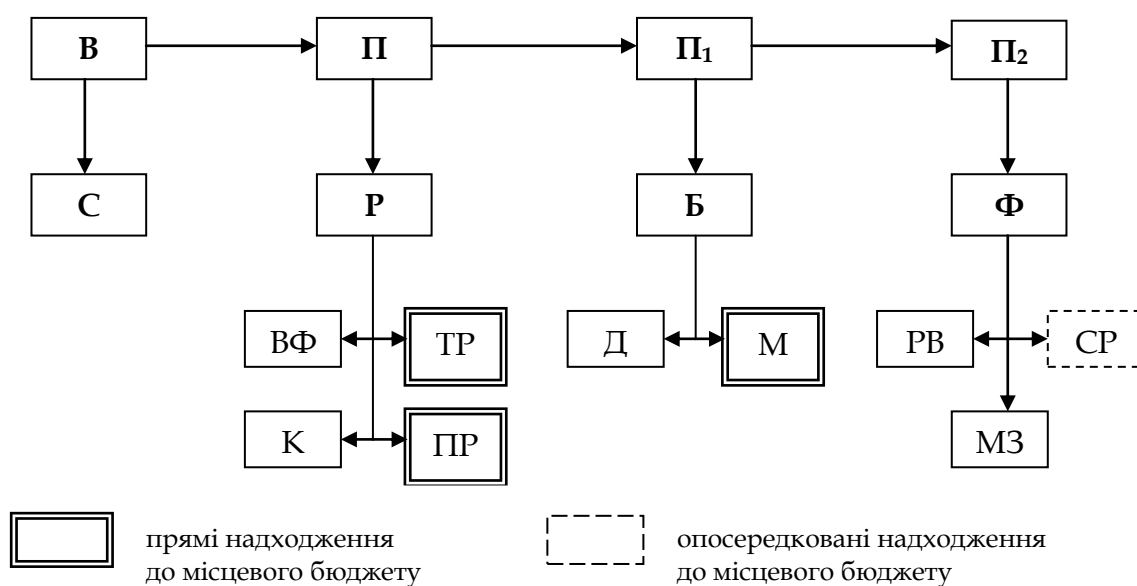 В П П₁ П₂
С Р Б Ф
ВФ ТР Д М РВ СР
К ПР МЗ
прямі надходження
до місцевого бюджету
опосередковані надходження
до місцевого бюджету